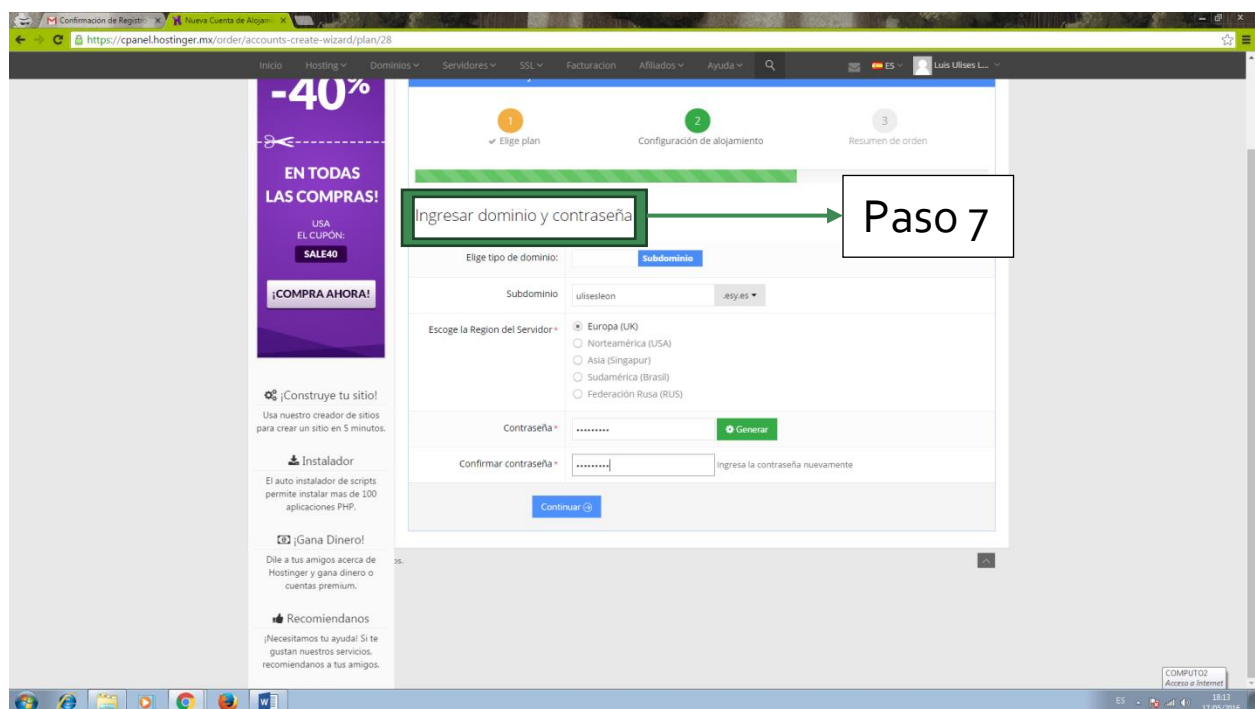 Confirmación de Registro
Nueva Cuenta de Alojami
https://cpanel.hostinger.mx/order/accounts-create-wizard/plan/28
Inicio Hosting Dominios Servidores SSL Facturacion Afiliados Ayuda ES Luis Ulises L...
-40%
EN TODAS
LAS COMPRAS!
USA
EL CUPÓN:
SALE40
¡COMPRA AHORA!
¡Construye tu sitio!
Usa nuestro creador de sitios
para crear un sitio en 5 minutos.
Instalador
El auto instalador de scripts
permite instalar mas de 100
aplicaciones PHP.
¡Gana Dinero!
Dile a tus amigos acerca de
Hostinger y gana dinero o
cuentas premium.
Recomiendanos
¡Necesitamos tu ayuda! Si te
gustan nuestros servicios,
recomiendanos a tus amigos.
1 2 3
Elige plan Configuración de alojamiento Resumen de orden
Ingresar dominio y contraseña
Paso 7
Elige tipo de dominio: Subdominio
Subdominio ulisesleon .esy.es
Escoge la Region del Servidor* Europa (UK)
Norteamérica (USA)
Asia (Singapur)
Sudamérica (Brasil)
Federación Rusa (RUS)
Contraseña* ......... Generar
Confirmar contraseña* ......... Ingresa la contraseña nuevamente
Continuar
os.
COMPUTO2
Acceso a Internet
ES 18:13
17/05/2016